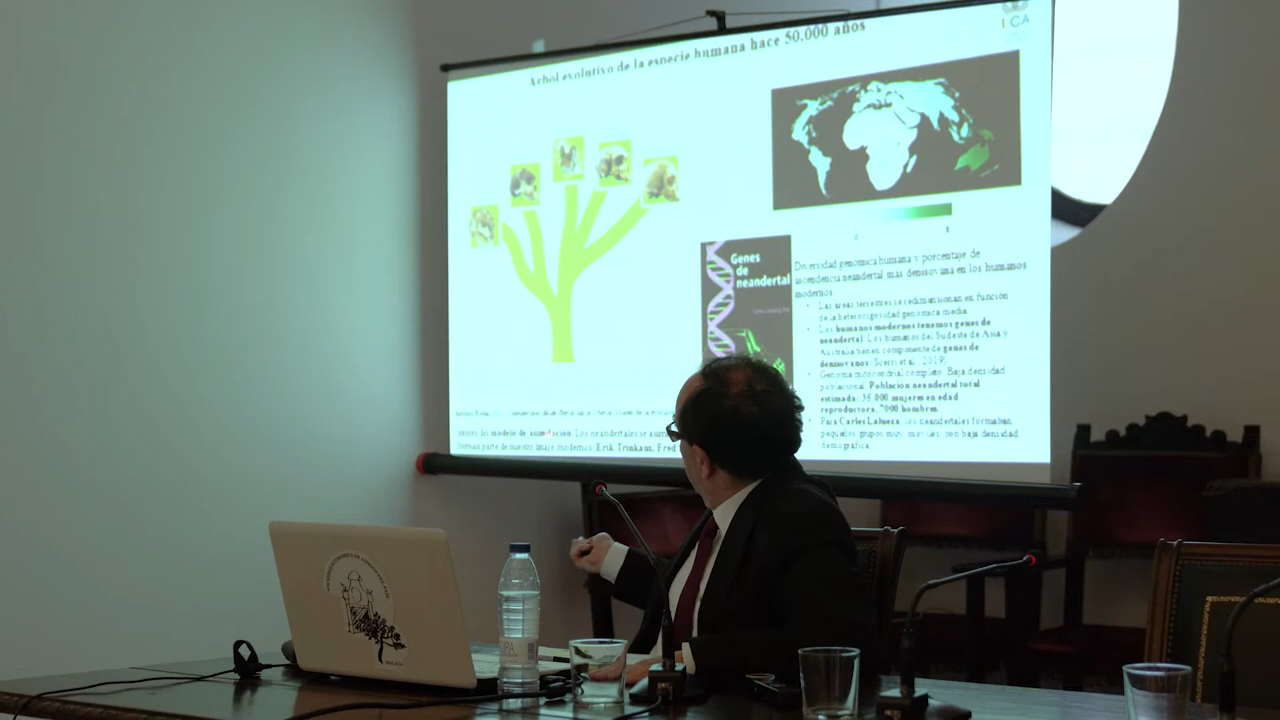 Árbol evolutivo de la especie humana hace 50.000 años
UGA
0
Genes
de
neandertal
Diversidad genómica humana y porcentaje de
ascendencia neandertal más denisovana en los humanos
modernos
• Las áreas terrestres se redimensionan en función
de la heterocigosidad genómica media.
• Los humanos modernos tenemos genes de
neandertal. Los humanos del Sudeste de Asia y
Australia tienen componente de genes de
denisovanos (Scerri et al., 2019).
• Genoma mitocondrial completo. Baja densidad
poblacional. Población neandertal total
estimada: 35.000 mujeres en edad
reproductora, 7000 hombres.
• Para Carles Lalueza, los neandertales formaban
pequeños grupos muy móviles, con baja densidad
demográfica
modelo de asimilación. Los neandertales se
forman parte de nuestro linaje modernos. Erik Trinkaus, Fred
MALAGA